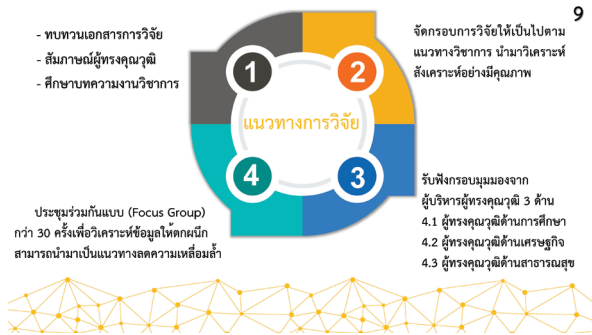 9
- ทบทวนเอกสารการวิจัย
- สัมภาษณ์ผู้ทรงคุณวุฒิ
- ศึกษาบทความงานวิชาการ
1
2
จัดกรอบการวิจัยให้เป็นไปตาม
แนวทางวิชาการ นำมาวิเคราะห์
สังเคราะห์อย่างมีคุณภาพ
แนวทางการวิจัย
4
3
ประชุมร่วมกันแบบ (Focus Group)
กว่า 30 ครั้งเพื่อวิเคราะห์ข้อมูลให้ตกผนึก
สามารถนำมาเป็นแนวทางลดความเหลื่อมล้ำ
รับฟังกรอบมุมมองจาก
ผู้บริหารผู้ทรงคุณวุฒิ 3 ด้าน
4.1 ผู้ทรงคุณวุฒิด้านการศึกษา
4.2 ผู้ทรงคุณวุฒิด้านเศรษฐกิจ
4.3 ผู้ทรงคุณวุฒิด้านสาธารณสุข